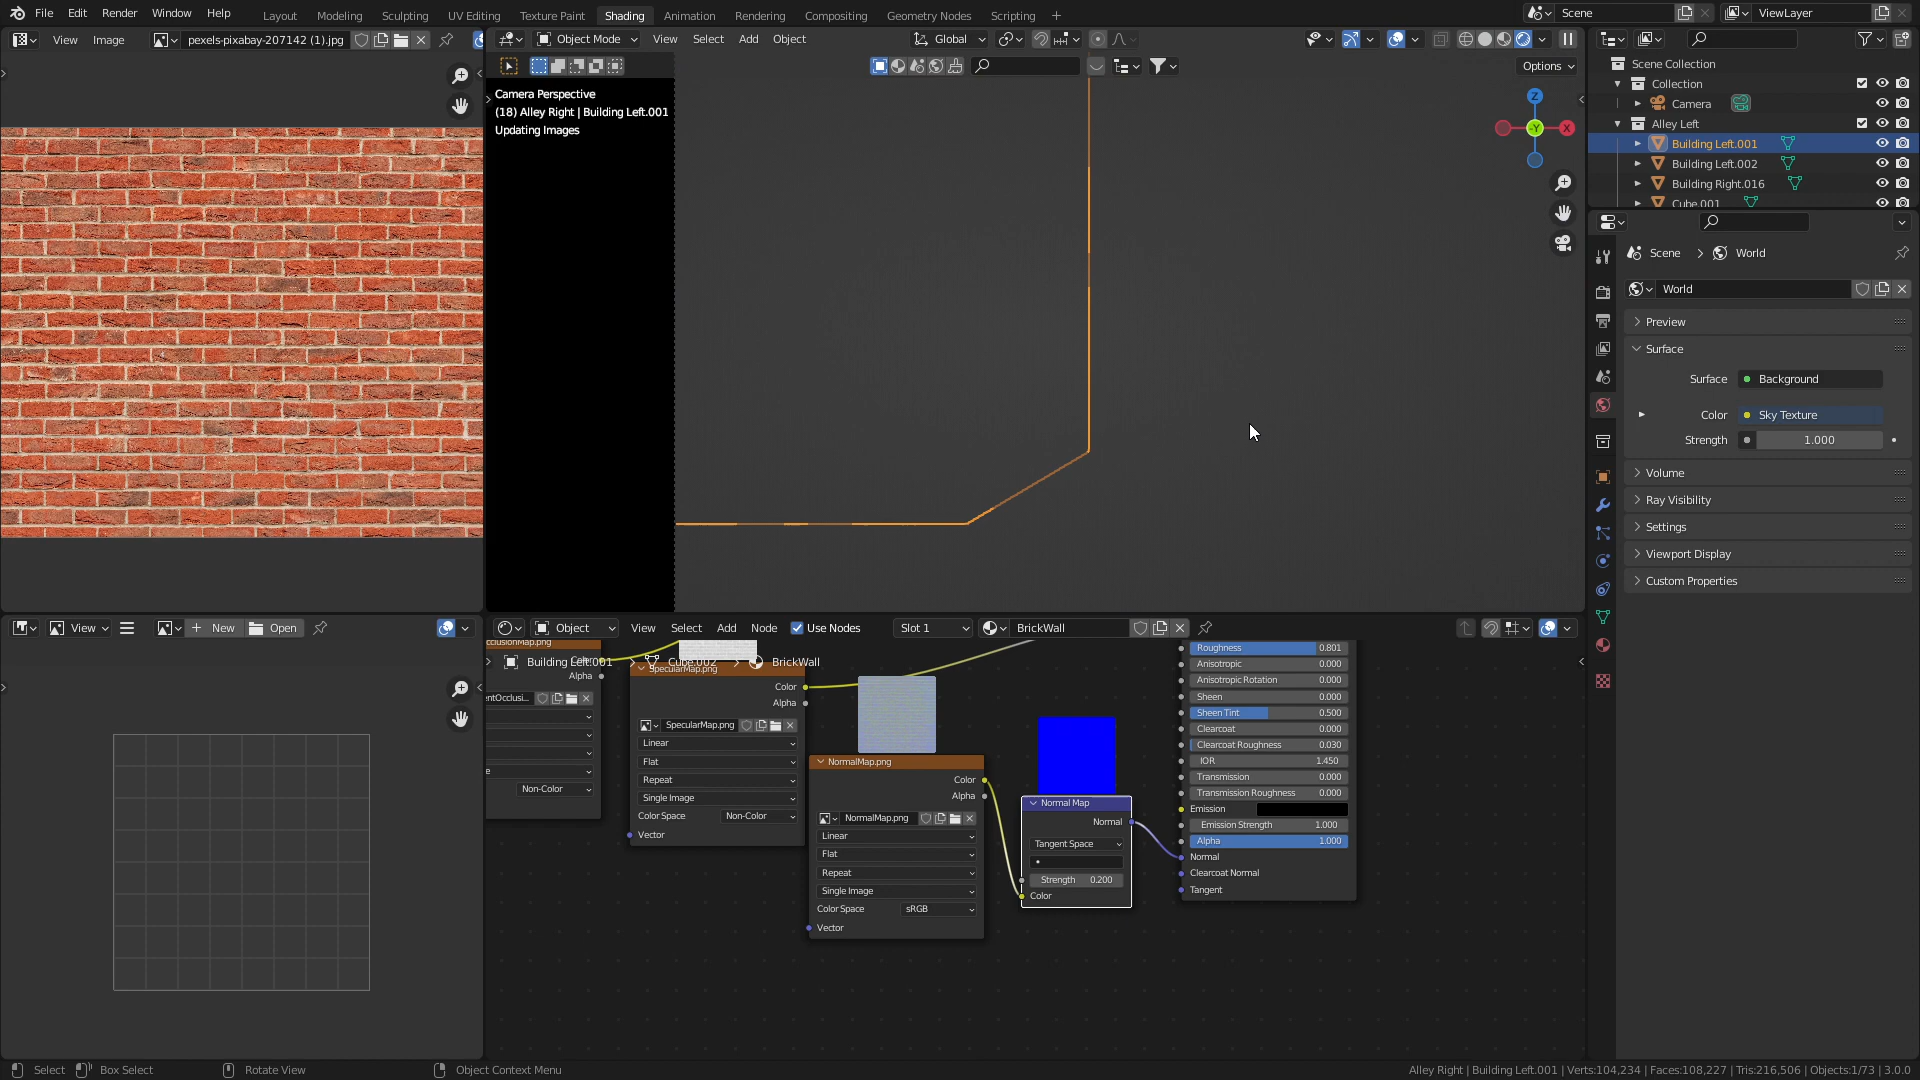 File Edit Render Window Help
Layout Modeling Sculpting UV Editing Texture Paint Shading Animation Rendering Compositing Geometry Nodes Scripting
Scene ViewLayer
View Image pexels-pixabay-207142 (1).jpg
Object Mode View Select Add Object Global
Options
Camera Perspective
(18) Alley Right | Building Left.001
Updating Images
Z
-Y
X
Scene Collection
Collection
Camera
Alley Left
Building Left.001
Building Left.002
Building Right.016
Cube.001
Scene > World
World
Preview
Surface
Surface Background
Color Sky Texture
Strength 1.000
Volume
Ray Visibility
Settings
Viewport Display
Custom Properties
View New Open
Object View Select Add Node Use Nodes Slot 1 BrickWall
Building Left.001 > Cube.002 > BrickWall
cclusionMap.png
Color
Alpha
entOcclusi...
Non-Color
SpecularMap.png
Color
Alpha
SpecularMap.png
Linear
Flat
Repeat
Single Image
Color Space Non-Color
Vector
NormalMap.png
Color
Alpha
NormalMap.png
Linear
Flat
Repeat
Single Image
Color Space sRGB
Vector
Normal Map
Normal
Tangent Space
Strength 0.200
Color
Roughness 0.801
Anisotropic 0.000
Anisotropic Rotation 0.000
Sheen 0.000
Sheen Tint 0.500
Clearcoat 0.000
Clearcoat Roughness 0.030
IOR 1.450
Transmission 0.000
Transmission Roughness 0.000
Emission
Emission Strength 1.000
Alpha 1.000
Normal
Clearcoat Normal
Tangent
Select Box Select Rotate View Object Context Menu
Alley Right | Building Left.001 | Verts:104,234 | Faces:108,227 | Tris:216,506 | Objects:1/73 | 3.0.0